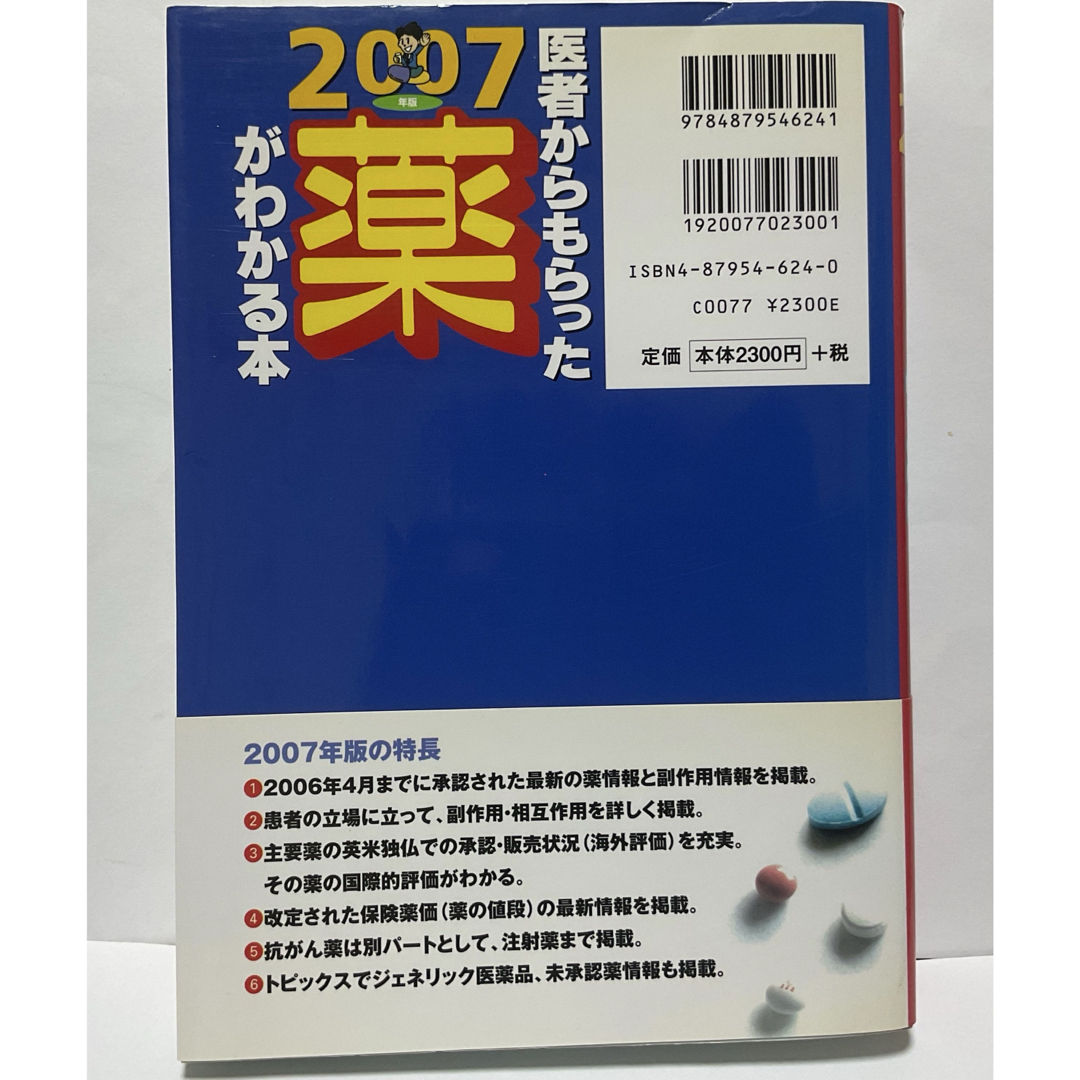 医者からもらった
2007
年版
薬
がわかる本
9784879546241
1920077023001
ISBN4-87954-624-0
C0077 ¥2300E
定価 本体2300円 +税
2007年版の特長
1 2006年4月までに承認された最新の薬情報と副作用情報を掲載。
2 患者の立場に立って、副作用・相互作用を詳しく掲載。
3 主要薬の英米独仏での承認・販売状況(海外評価)を充実。
その薬の国際的評価がわかる。
4 改定された保険薬価(薬の値段)の最新情報を掲載。
5 抗がん薬は別パートとして、注射薬まで掲載。
6 トピックスでジェネリック医薬品、未承認薬情報も掲載。